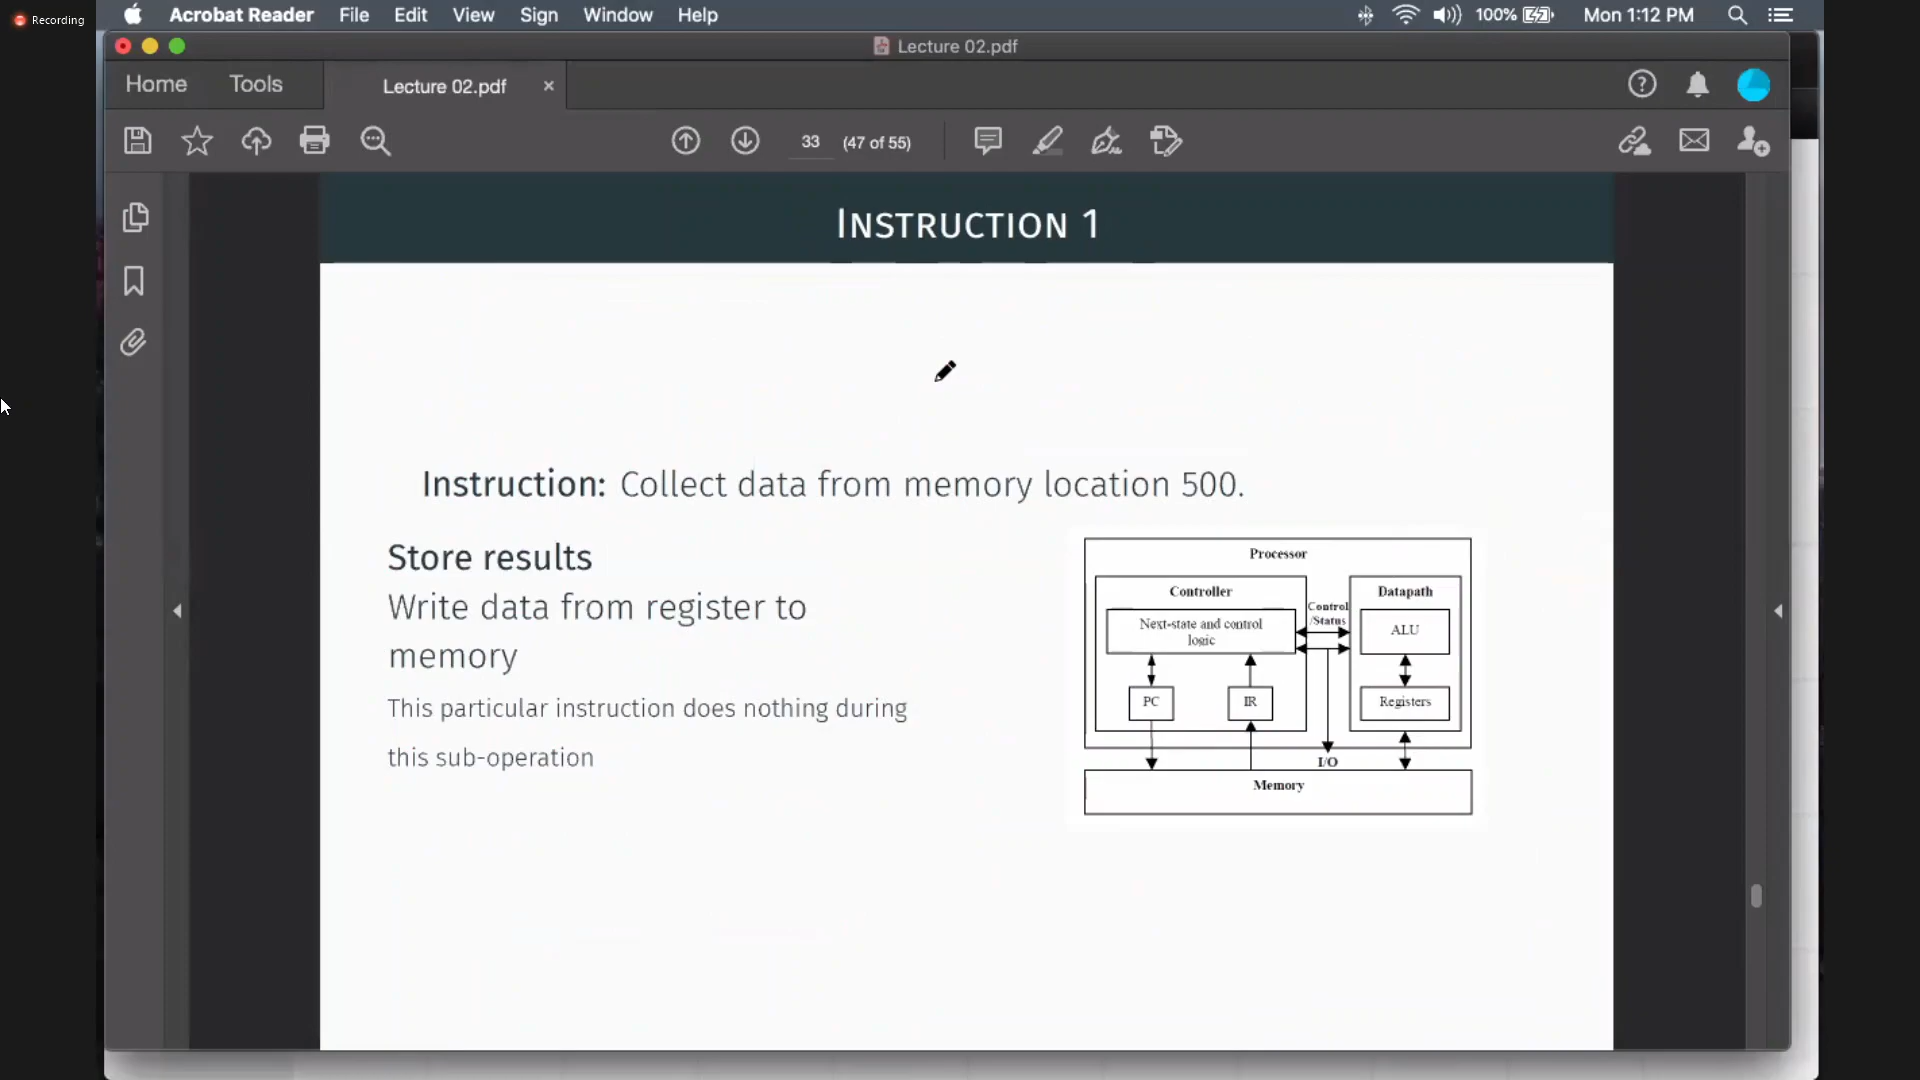 Recording
Acrobat Reader File Edit View Sign Window Help 100% Mon 1:12 PM
Lecture 02.pdf
Home Tools Lecture 02.pdf ×
33 (47 of 55)
INSTRUCTION 1
Instruction: Collect data from memory location 500.
Store results
Write data from register to
memory
This particular instruction does nothing during
this sub-operation
Processor
Controller
Datapath
Control
/Status
Next-state and control
logic
ALU
PC
IR
Registers
I/O
Memory